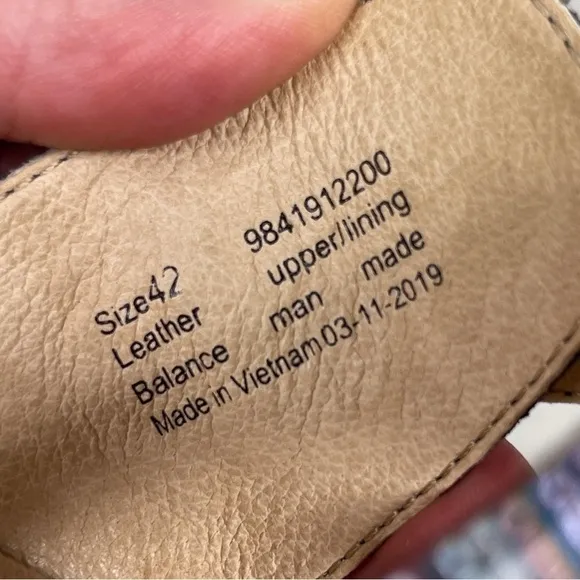 Size42 9841912200
Leather upper/lining
Balance man made
Made in Vietnam 03-11-2019